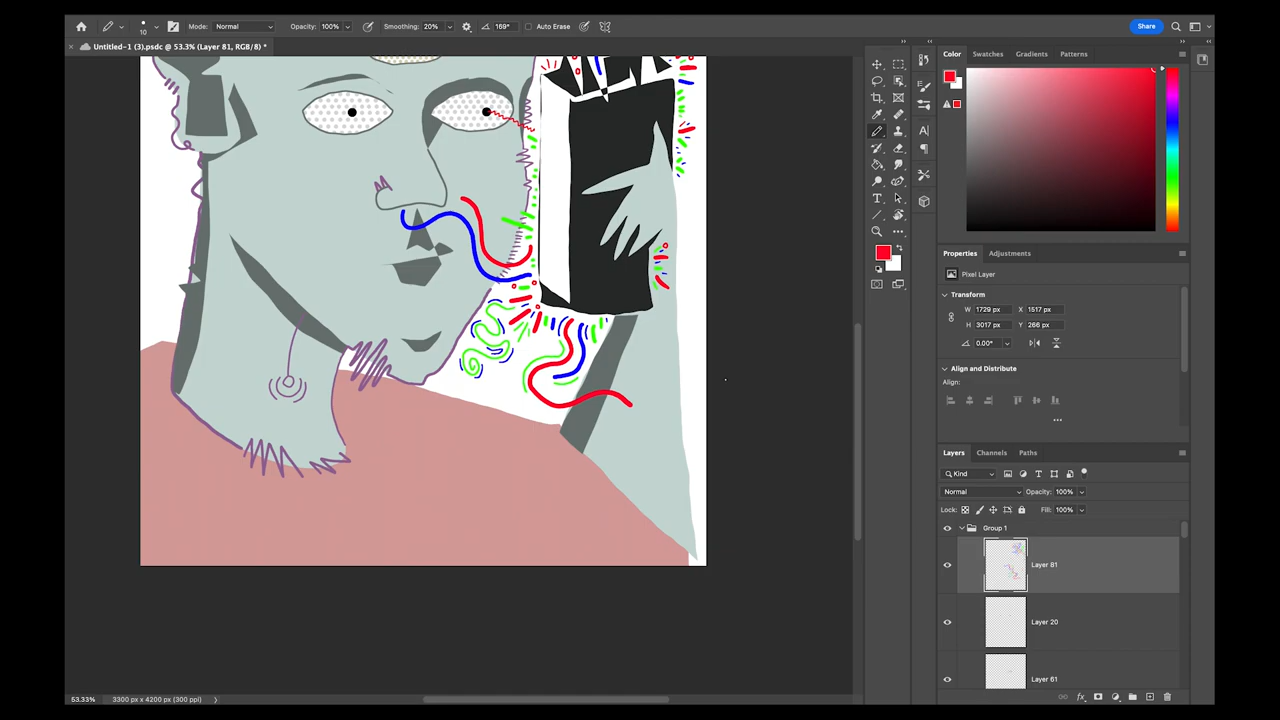 10 Mode: Normal Opacity: 100% Smoothing: 20% 169° Auto Erase Share
× Untitled-1 (3).psdc @ 53.3% (Layer 81, RGB/8) *
Color Swatches Gradients Patterns
Properties Adjustments
Pixel Layer
Transform
W 1729 px X 1517 px
H 3017 px Y 266 px
0.00°
Align and Distribute
Align:
Layers Channels Paths
Kind
Normal Opacity: 100%
Lock: Fill: 100%
Group 1
Layer 81
Layer 20
Layer 61
53.33% 3300 px x 4200 px (300 ppi)